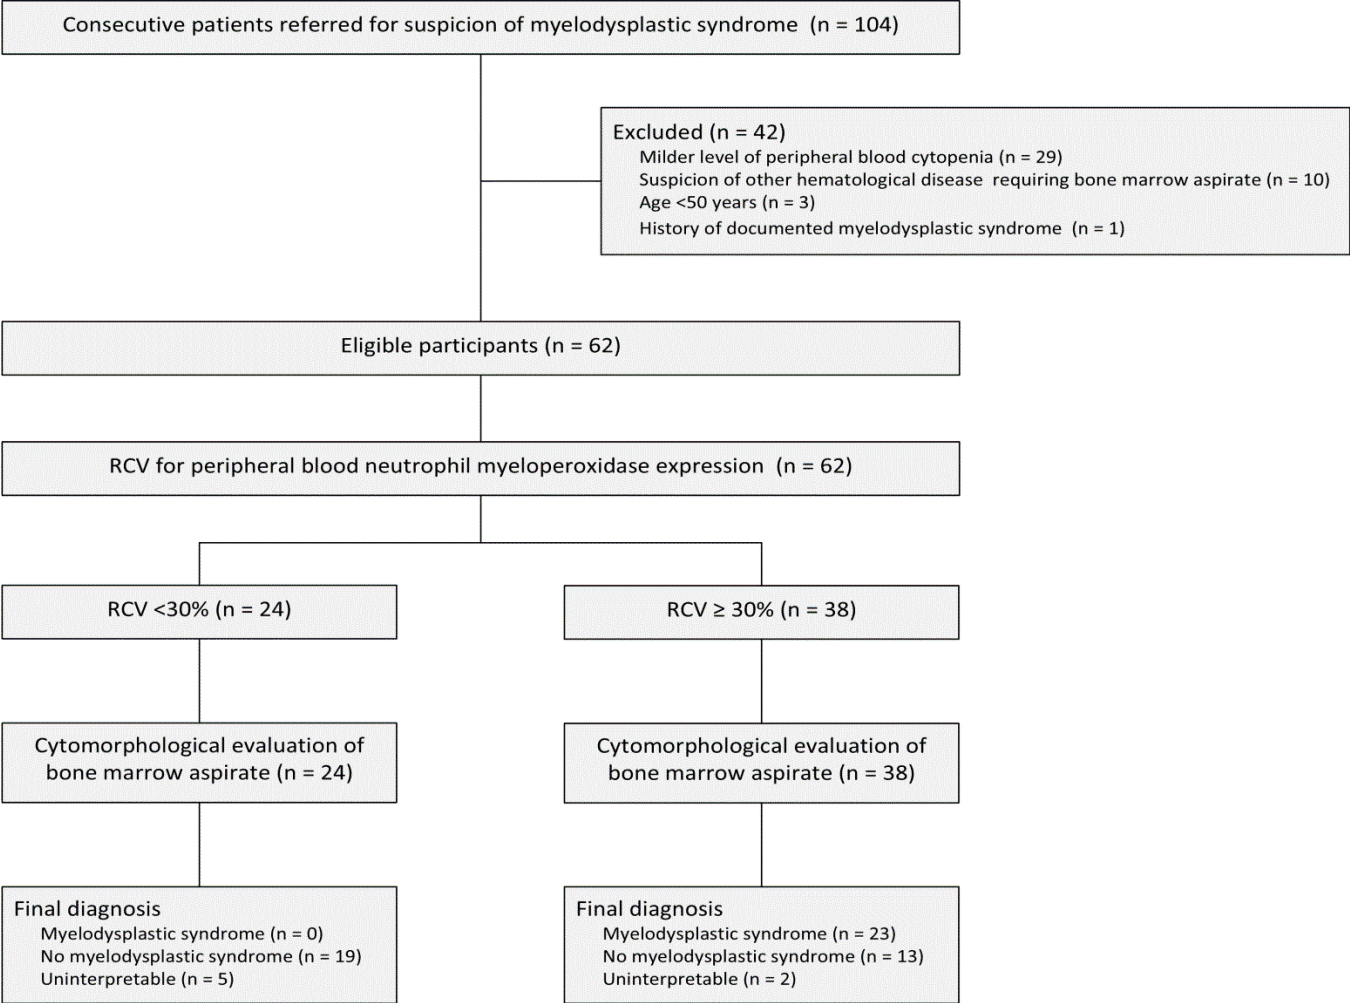 Consecutive patients referred for suspicion of myelodysplastic syndrome (n = 104)
Excluded (n = 42)
Milder level of peripheral blood cytopenia (n = 29)
Suspicion of other hematological disease requiring bone marrow aspirate (n = 10)
Age <50 years (n = 3)
History of documented myelodysplastic syndrome (n = 1)
Eligible participants (n = 62)
RCV for peripheral blood neutrophil myeloperoxidase expression (n = 62)
RCV <30% (n = 24)
RCV ≥ 30% (n = 38)
Cytomorphological evaluation of
bone marrow aspirate (n = 24)
Cytomorphological evaluation of
bone marrow aspirate (n = 38)
Final diagnosis
Myelodysplastic syndrome (n = 0)
No myelodysplastic syndrome (n = 19)
Uninterpretable (n = 5)
Final diagnosis
Myelodysplastic syndrome (n = 23)
No myelodysplastic syndrome (n = 13)
Uninterpretable (n = 2)